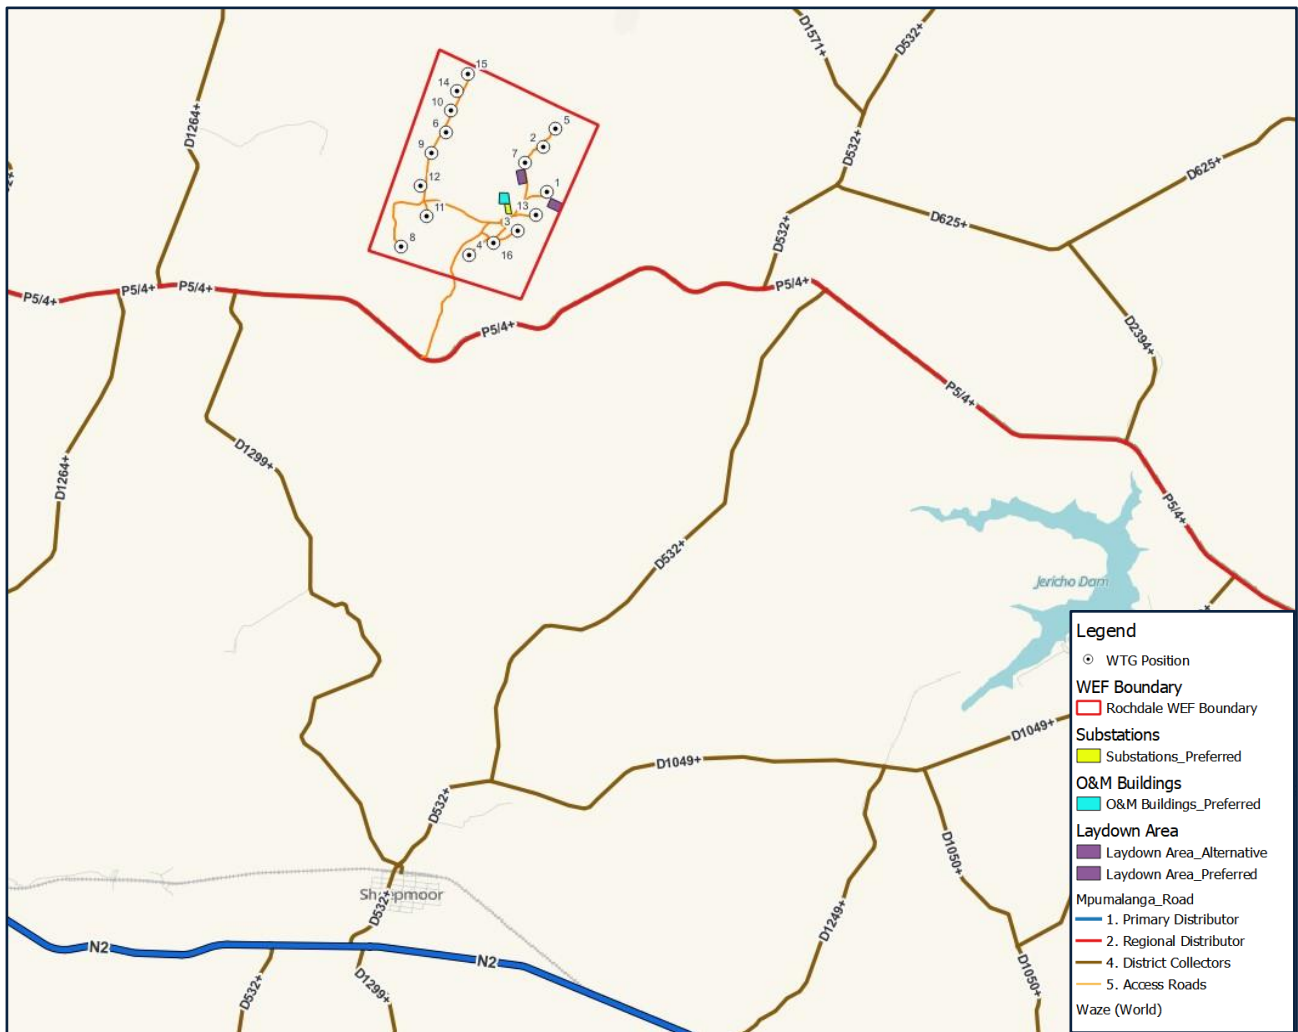 D1571+
D532+
D1264+
15
14
10
6
9
12
11
8
5
2
7
1
13
3
4
16
D532+
D625+
D625+
D532+
P5/4+
P5/4+
P5/4+
P5/4+
P5/4+
D2394+
P5/4+
D1299+
D1264+
P5/4+
D532+
Jericho Dam
D1049+
D1049+
D532+
D1050+
Sheepmoor
D532+
D1249+
N2
N2
D532+
D1299+
D1050+
Legend
WTG Position
WEF Boundary
Rochdale WEF Boundary
Substations
Substations_Preferred
O&M Buildings
O&M Buildings_Preferred
Laydown Area
Laydown Area_Alternative
Laydown Area_Preferred
Mpumalanga_Road
1. Primary Distributor
2. Regional Distributor
4. District Collectors
5. Access Roads
Waze (World)